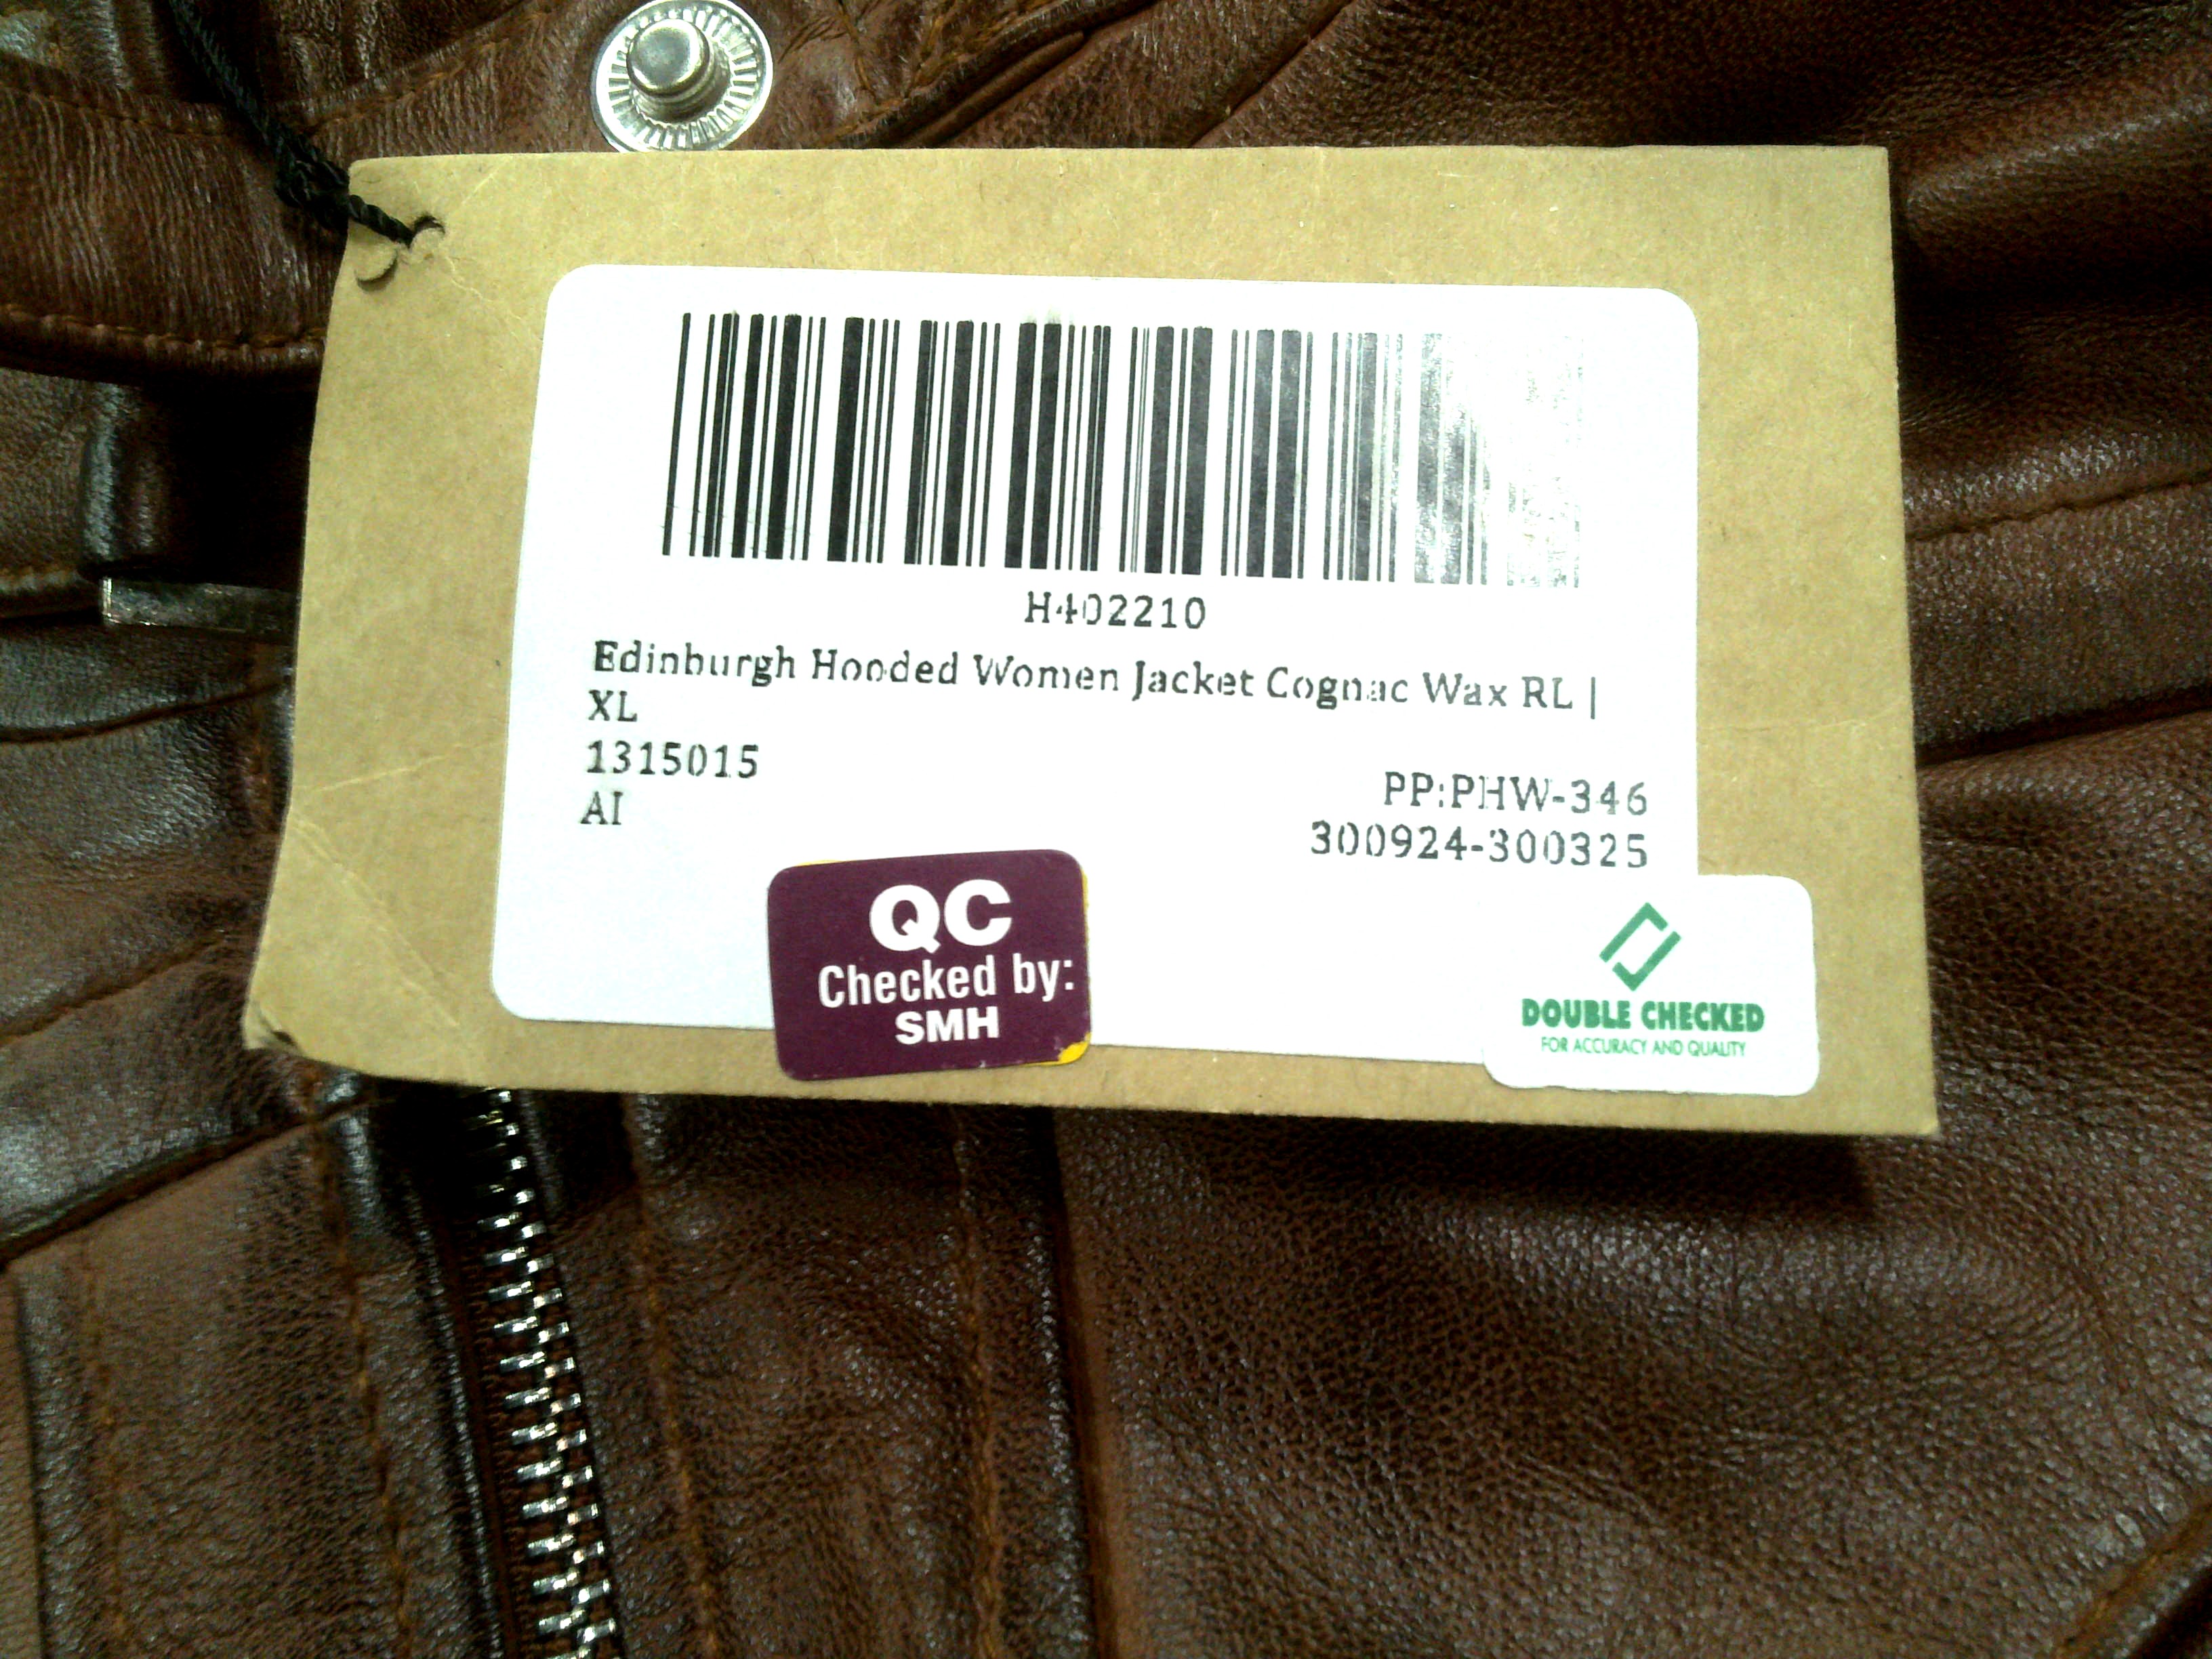 H402210
Edinburgh Hooded Women Jacket Cognac Wax RL |
XL
1315015
AI
PP:PHW-346
300924-300325
QC
Checked by:
SMH
DOUBLE CHECKED
FOR ACCURACY AND QUALITY